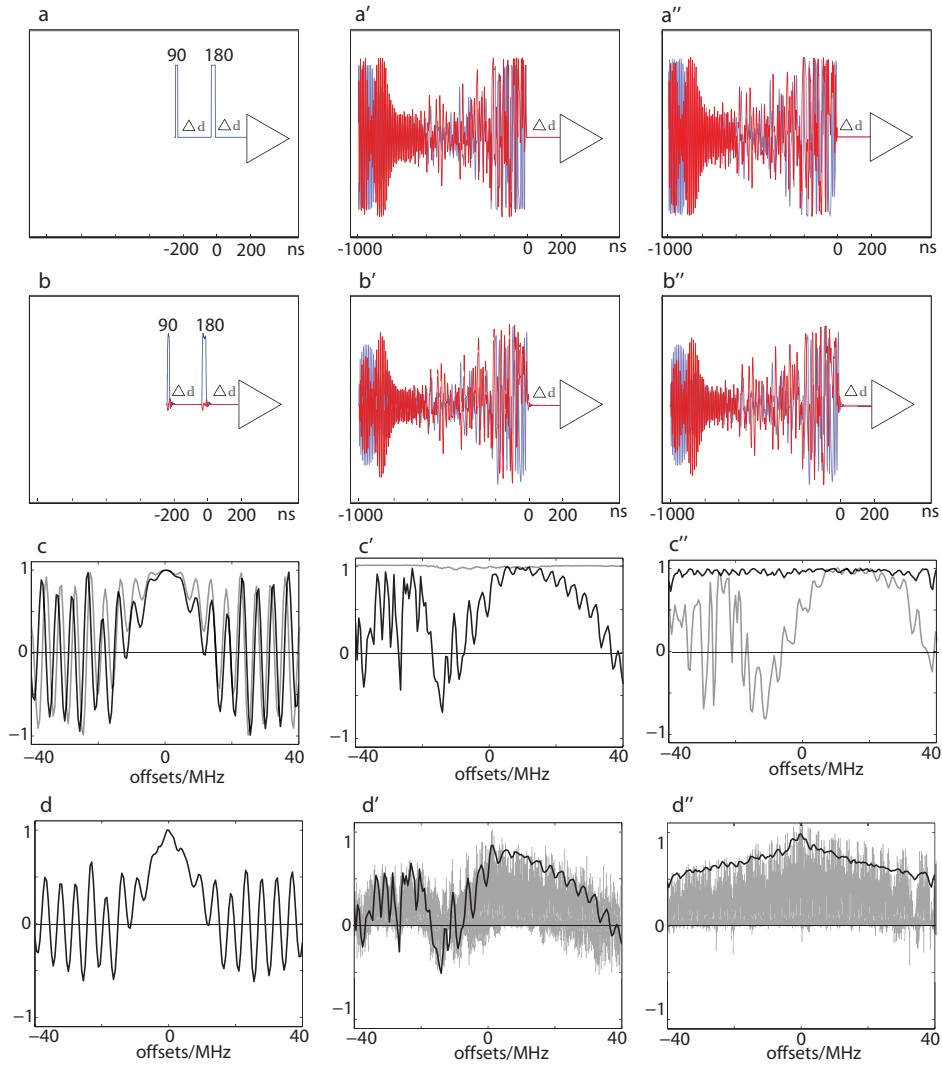 a
a'
a''
90 180
△d △d
△d
△d
-200 0 200 ns
-1000 0 200 ns
-1000 0 200 ns
b
b'
b''
90 180
△d △d
△d
△d
-200 0 200 ns
-1000 0 200 ns
-1000 0 200 ns
c
c'
c''
1
0
−1
−40 0 40
offsets/MHz
1
0
−1
−40 0 40
offsets/MHz
1
0
−1
−40 0 40
offsets/MHz
d
d'
d''
1
0
−1
−40 0 40
offsets/MHz
1
0
−1
−40 0 40
offsets/MHz
1
0
−1
−40 0 40
offsets/MHz